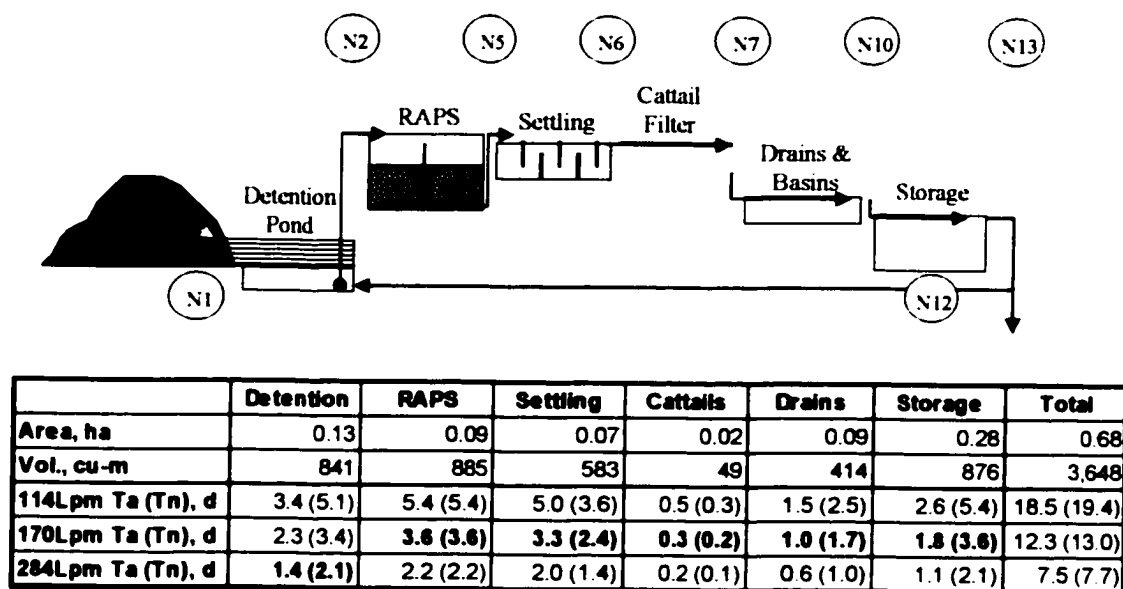 N2 N5 N6 N7 N10 N13
Cattail
Filter
RAPS
Settling
Drains &
Basins
Storage
Detention
Pond
N1
N12
Detention RAPS Settling Cattails Drains Storage Total
Area, ha 0.13 0.09 0.07 0.02 0.09 0.28 0.68
Vol., cu-m 841 885 583 49 414 876 3,648
114Lpm Ta (Tn), d 3.4 (5.1) 5.4 (5.4) 5.0 (3.6) 0.5 (0.3) 1.5 (2.5) 2.6 (5.4) 18.5 (19.4)
170Lpm Ta (Tn), d 2.3 (3.4) 3.6 (3.6) 3.3 (2.4) 0.3 (0.2) 1.0 (1.7) 1.8 (3.6) 12.3 (13.0)
284Lpm Ta (Tn), d 1.4 (2.1) 2.2 (2.2) 2.0 (1.4) 0.2 (0.1) 0.6 (1.0) 1.1 (2.1) 7.5 (7.7)